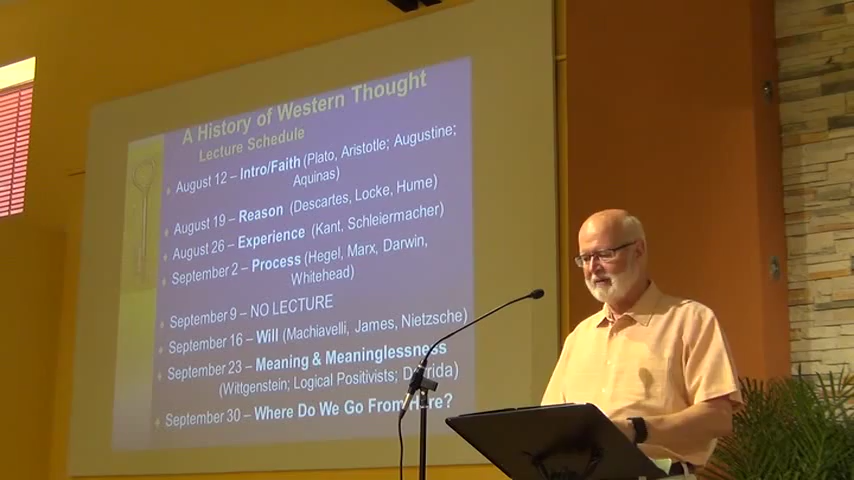 A History of Western Thought
Lecture Schedule
August 12 – Intro/Faith (Plato, Aristotle; Augustine;
Aquinas)
August 19 – Reason (Descartes, Locke, Hume)
August 26 – Experience (Kant, Schleiermacher)
September 2 – Process (Hegel, Marx, Darwin,
Whitehead)
September 9 – NO LECTURE
September 16 – Will (Machiavelli, James, Nietzsche)
September 23 – Meaning & Meaninglessness
(Wittgenstein; Logical Positivists; Derrida)
September 30 – Where Do We Go From Here?